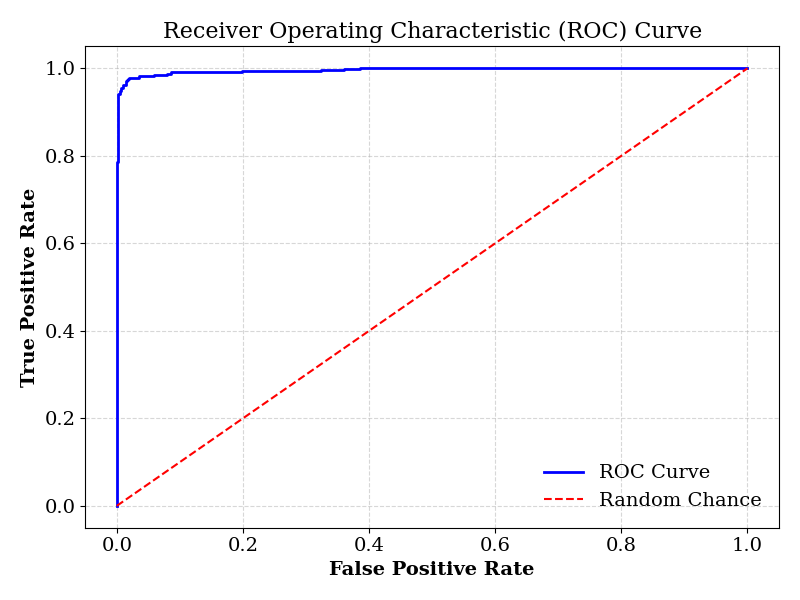 Receiver Operating Characteristic (ROC) Curve
1.0
0.8
0.6
0.4
0.2
0.0
True Positive Rate
ROC Curve
Random Chance
0.0 0.2 0.4 0.6 0.8 1.0
False Positive Rate